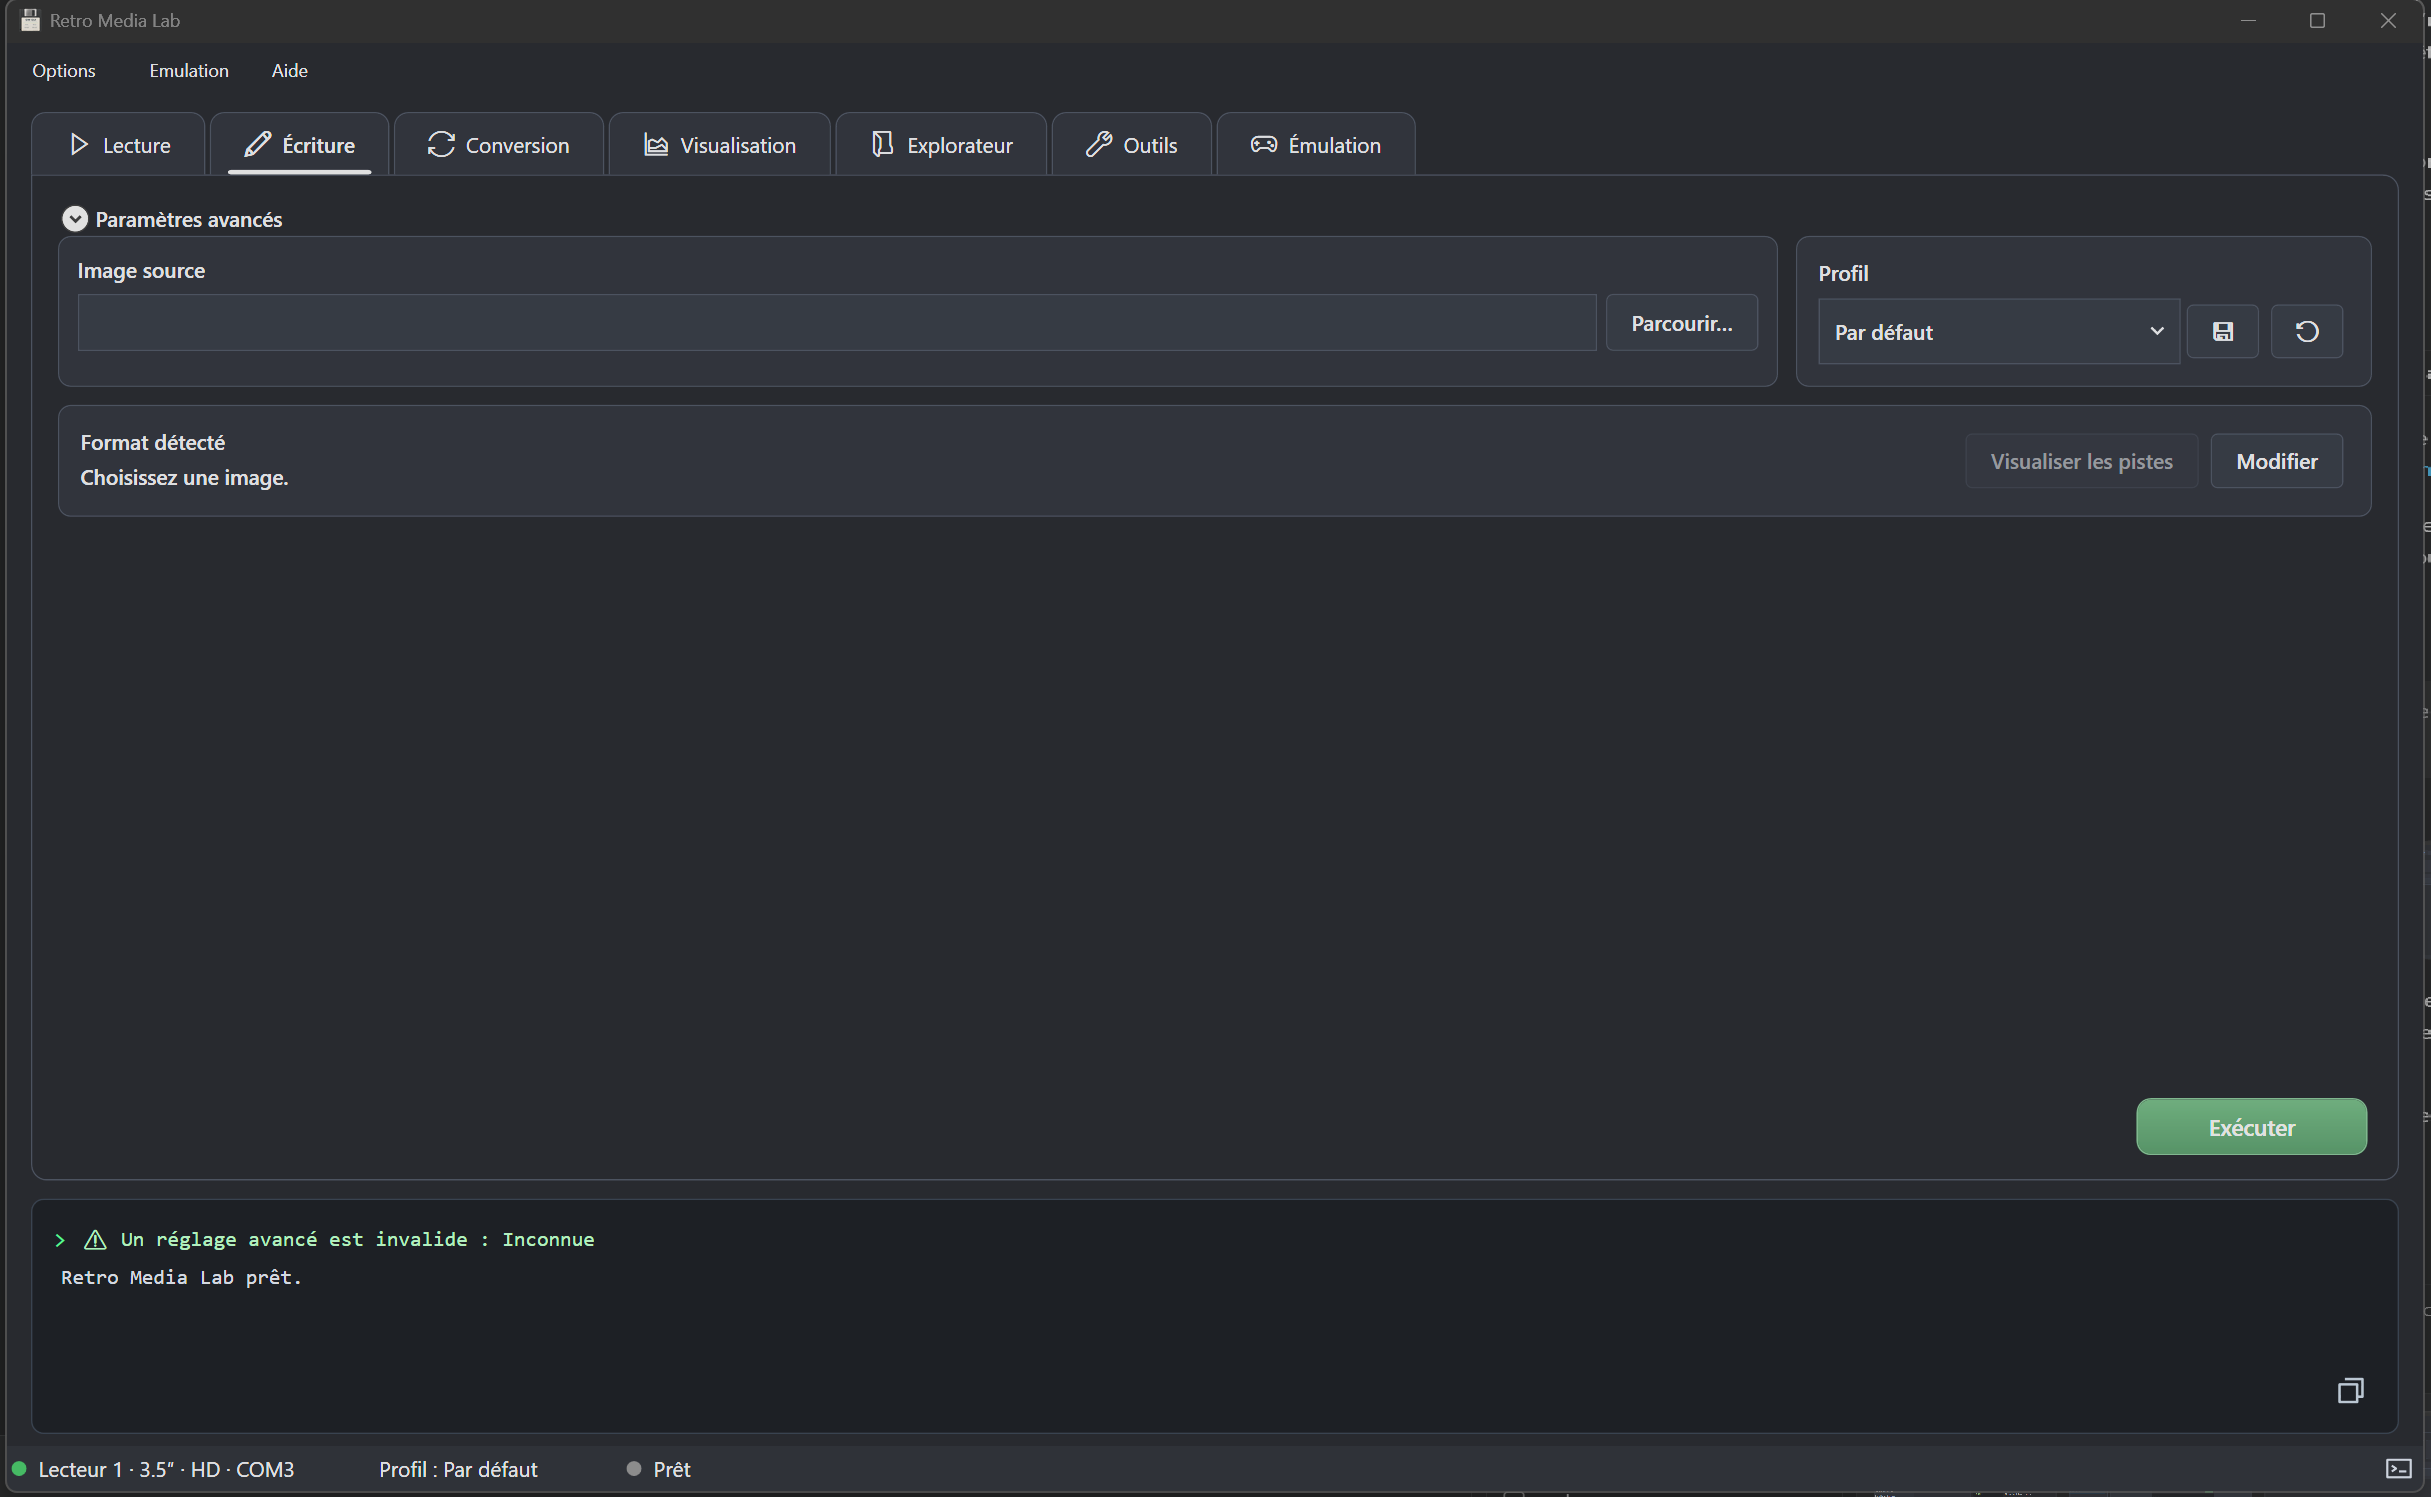 Retro Media Lab
Options Emulation Aide
Lecture Écriture Conversion Visualisation Explorateur Outils Émulation
Paramètres avancés
Image source
Parcourir...
Profil
Par défaut
Format détecté
Choisissez une image.
Visualiser les pistes Modifier
Exécuter
> ⚠ Un réglage avancé est invalide : Inconnue
Retro Media Lab prêt.
Lecteur 1 · 3.5" · HD · COM3 Profil : Par défaut Prêt